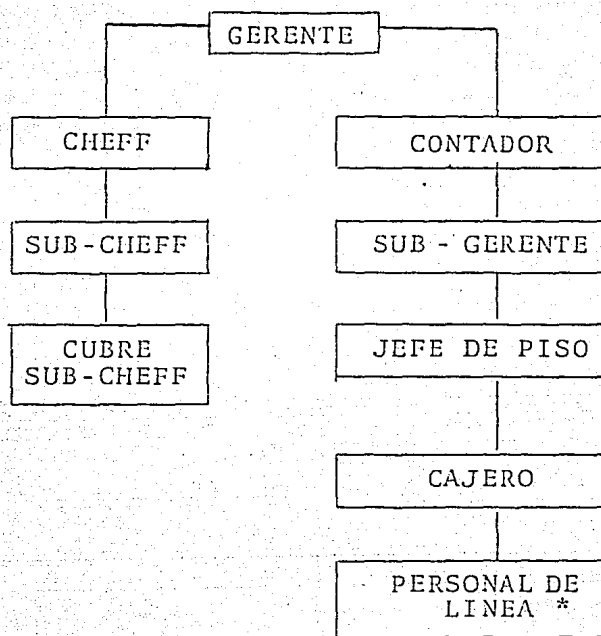 GERENTE
CHEFF
CONTADOR
SUB-CHEFF
SUB - GERENTE
CUBRE
SUB-CHEFF
JEFE DE PISO
CAJERO
PERSONAL DE
LINEA *